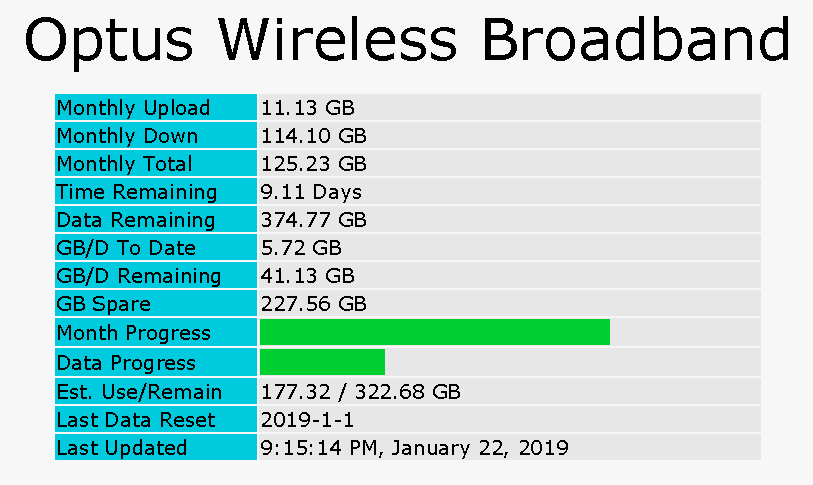 Optus Wireless Broadband
Monthly Upload 11.13 GB
Monthly Down 114.10 GB
Monthly Total 125.23 GB
Time Remaining 9.11 Days
Data Remaining 374.77 GB
GB/D To Date 5.72 GB
GB/D Remaining 41.13 GB
GB Spare 227.56 GB
Month Progress
Data Progress
Est. Use/Remain 177.32 / 322.68 GB
Last Data Reset 2019-1-1
Last Updated 9:15:14 PM, January 22, 2019